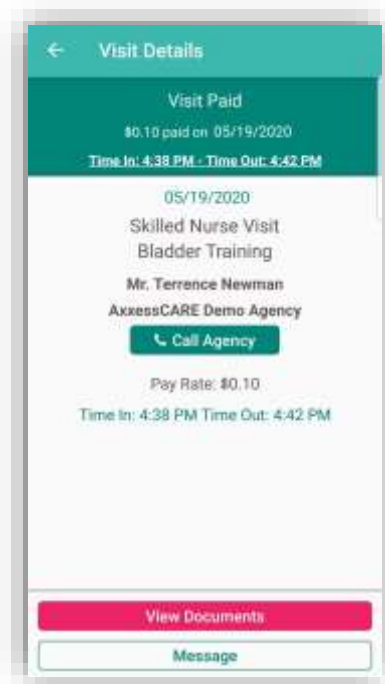 Visit Details
Visit Paid
$0.10 paid on 05/19/2020
Time In: 4:38 PM - Time Out: 4:42 PM
05/19/2020
Skilled Nurse Visit
Bladder Training
Mr. Terrence Newman
AxxessCARE Demo Agency
Call Agency
Pay Rate: $0.10
Time In: 4:38 PM Time Out: 4:42 PM
View Documents
Message